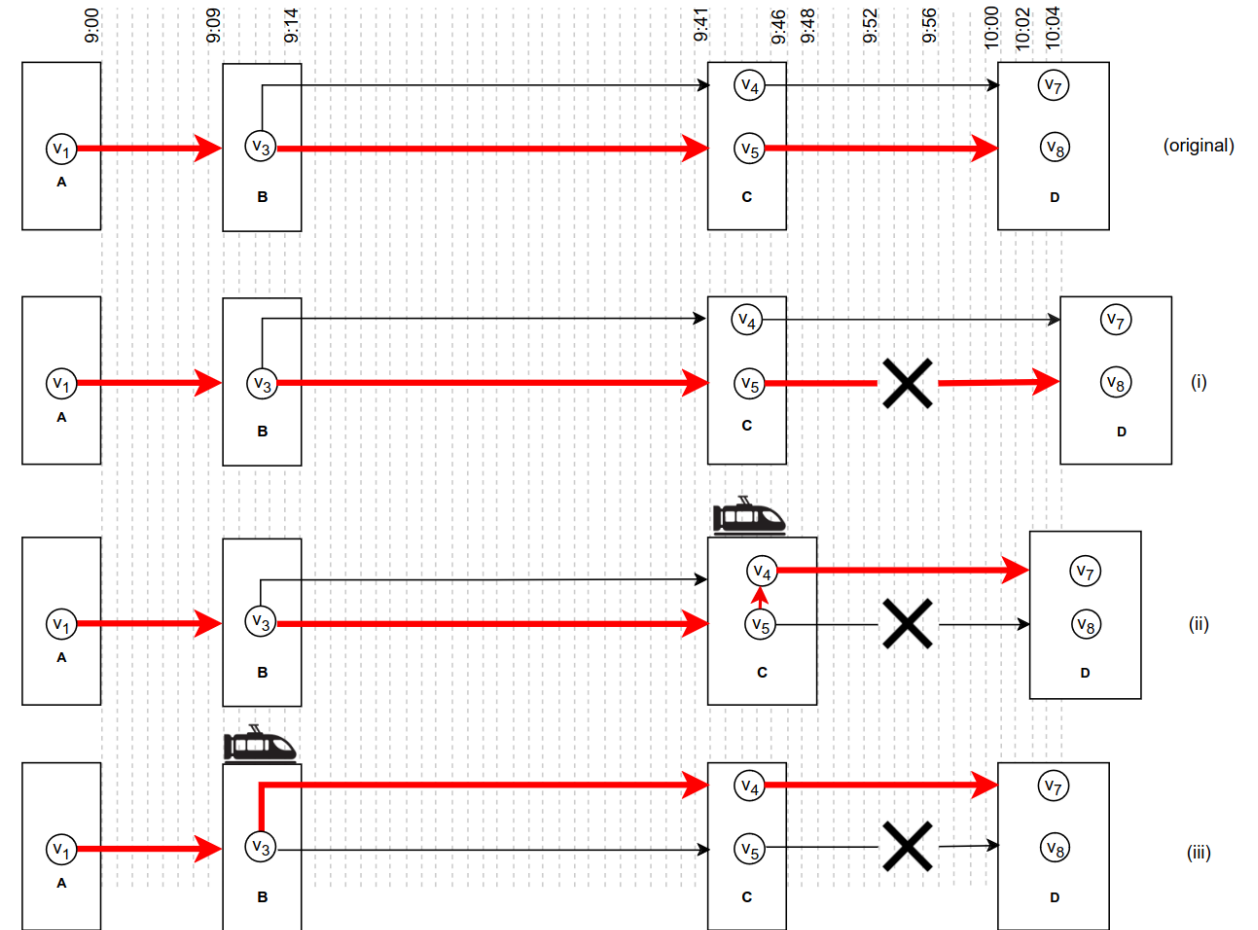 9:00 9:09 9:14 9:41 9:46 9:48 9:52 9:56 10:00 10:02 10:04
v4 v7
v1 v3 v5 v8 (original)
A B C D
v4 v7
v1 v3 v5 v8 (i)
A B C D
v4 v7
v1 v3 v5 v8 (ii)
A B C D
v4 v7
v1 v3 v5 v8 (iii)
A B C D